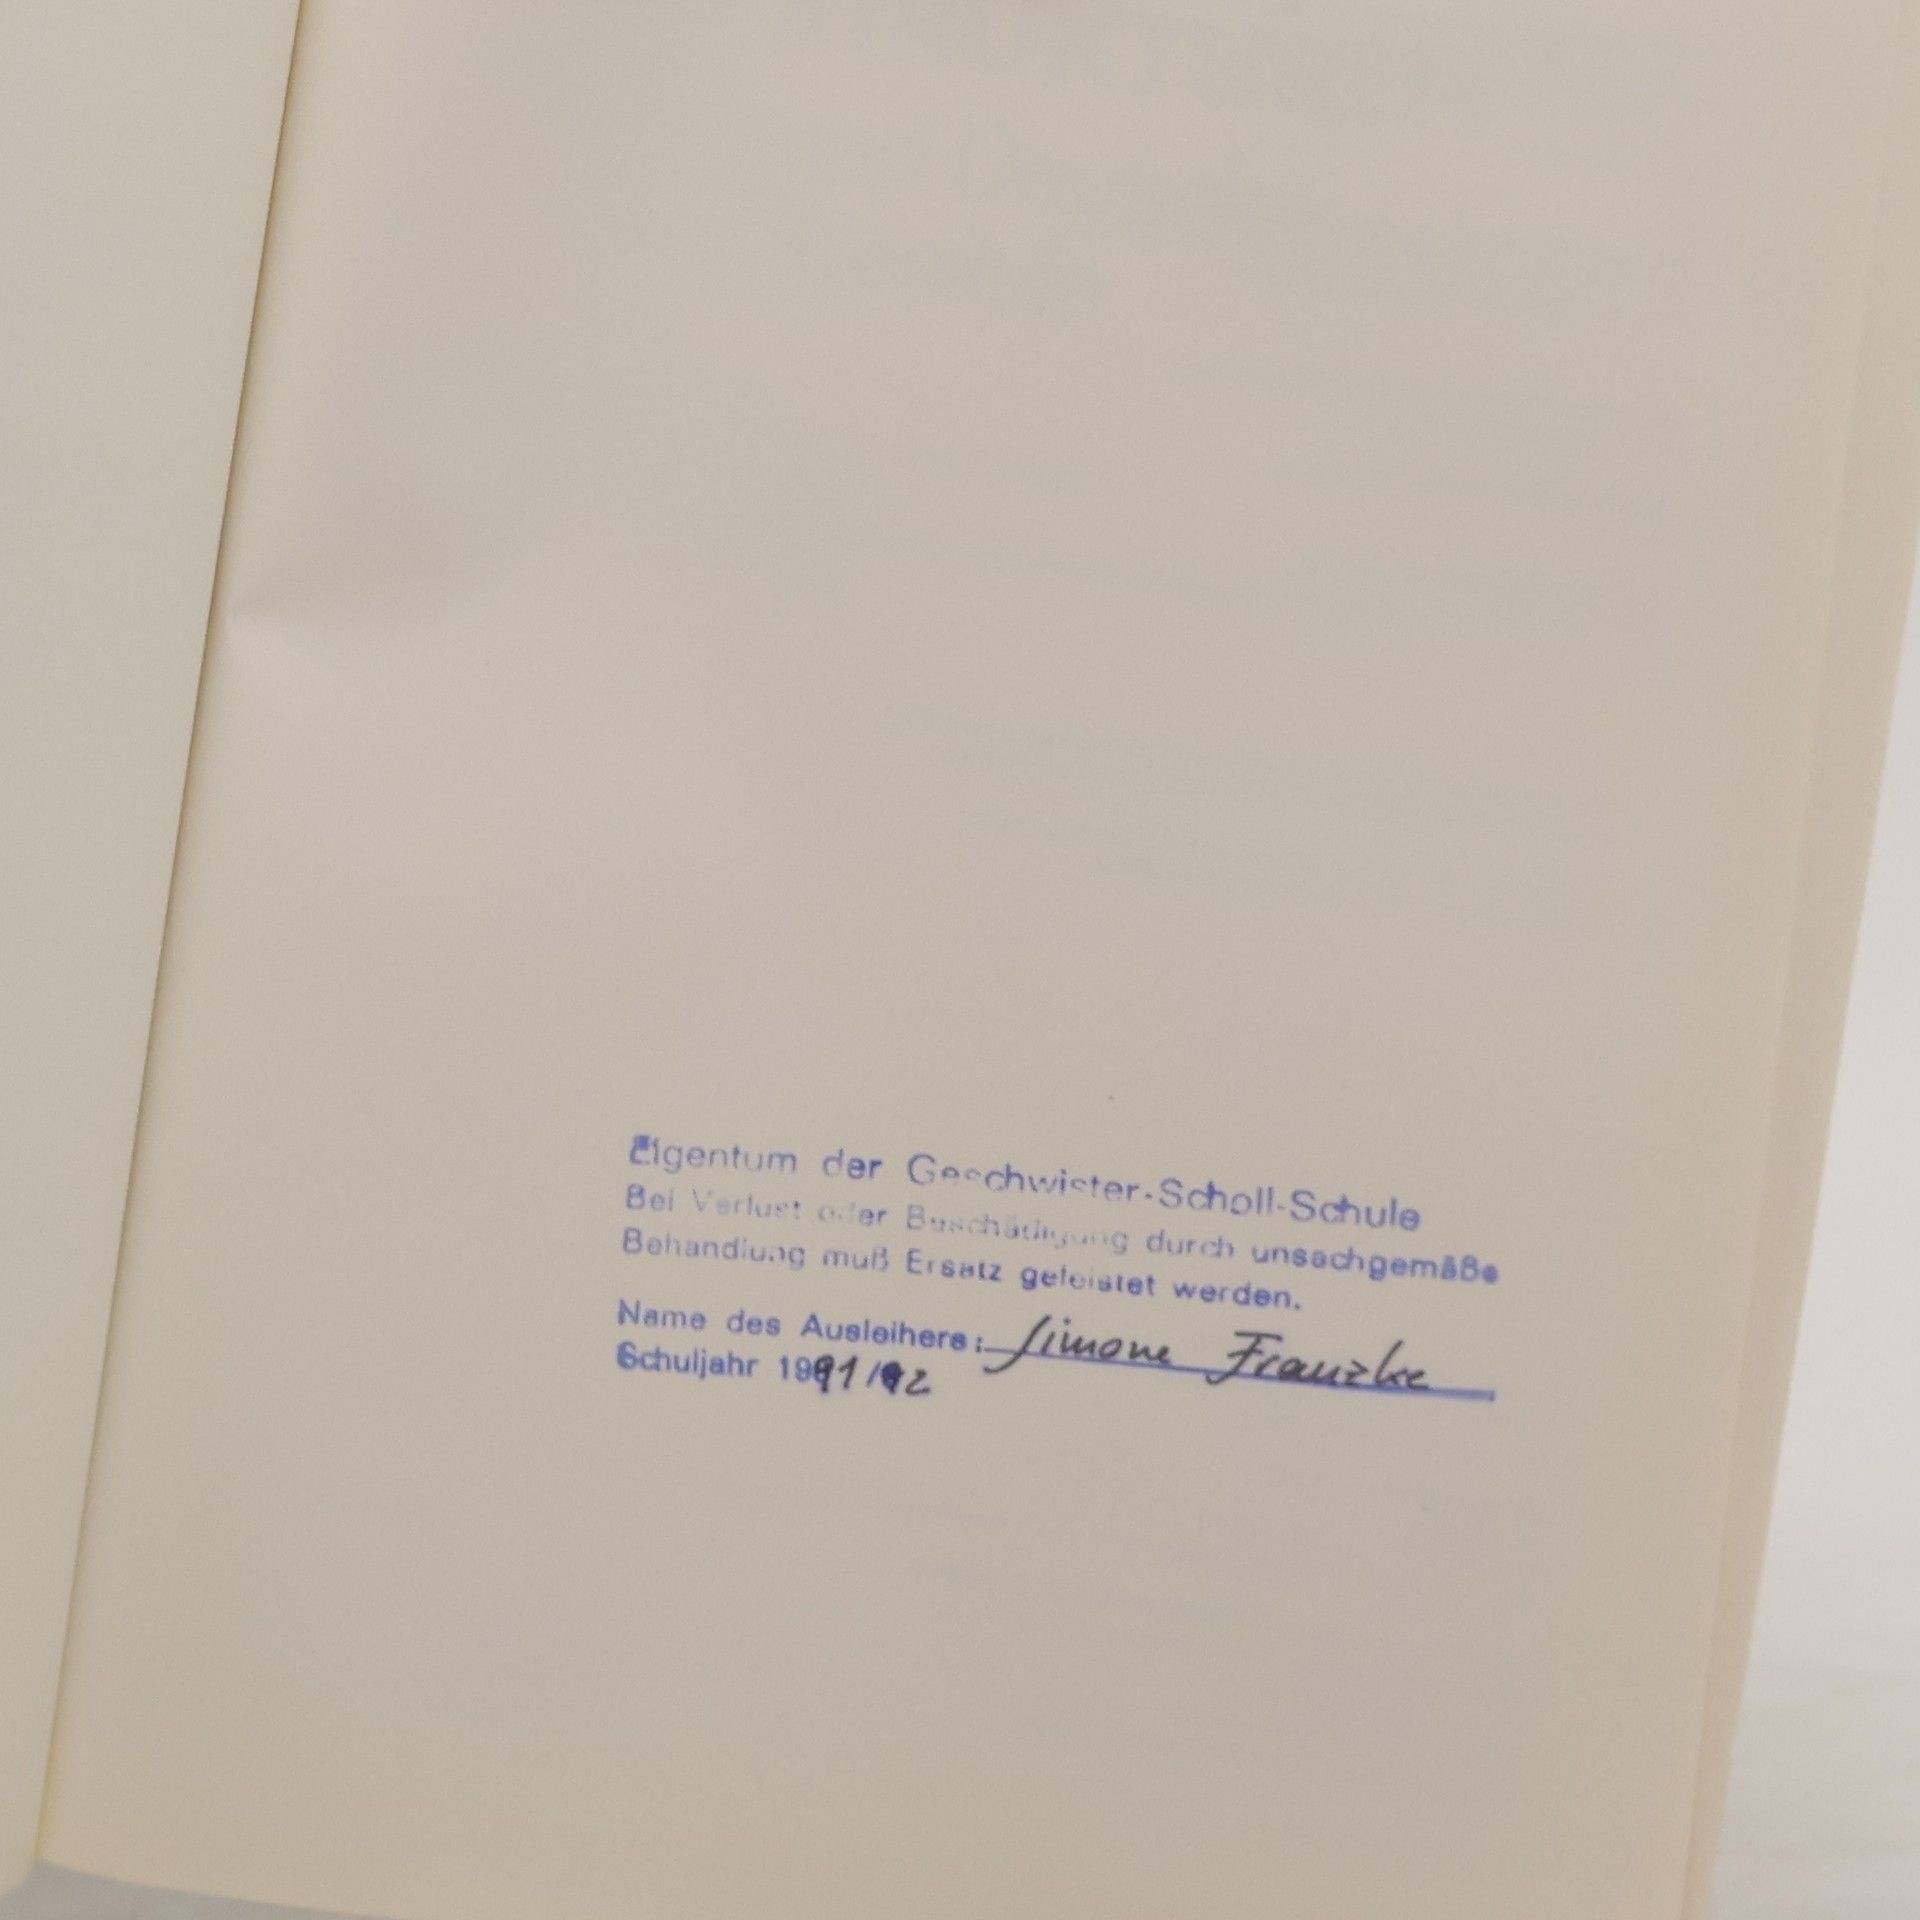 Eigentum der Geschwister-Scholl-Schule
Bei Verlust oder Beschädigung durch unsachgemäße
Behandlung muß Ersatz geleistet werden.
Name des Ausleihers: Simone Franzke
Schuljahr 1991/92